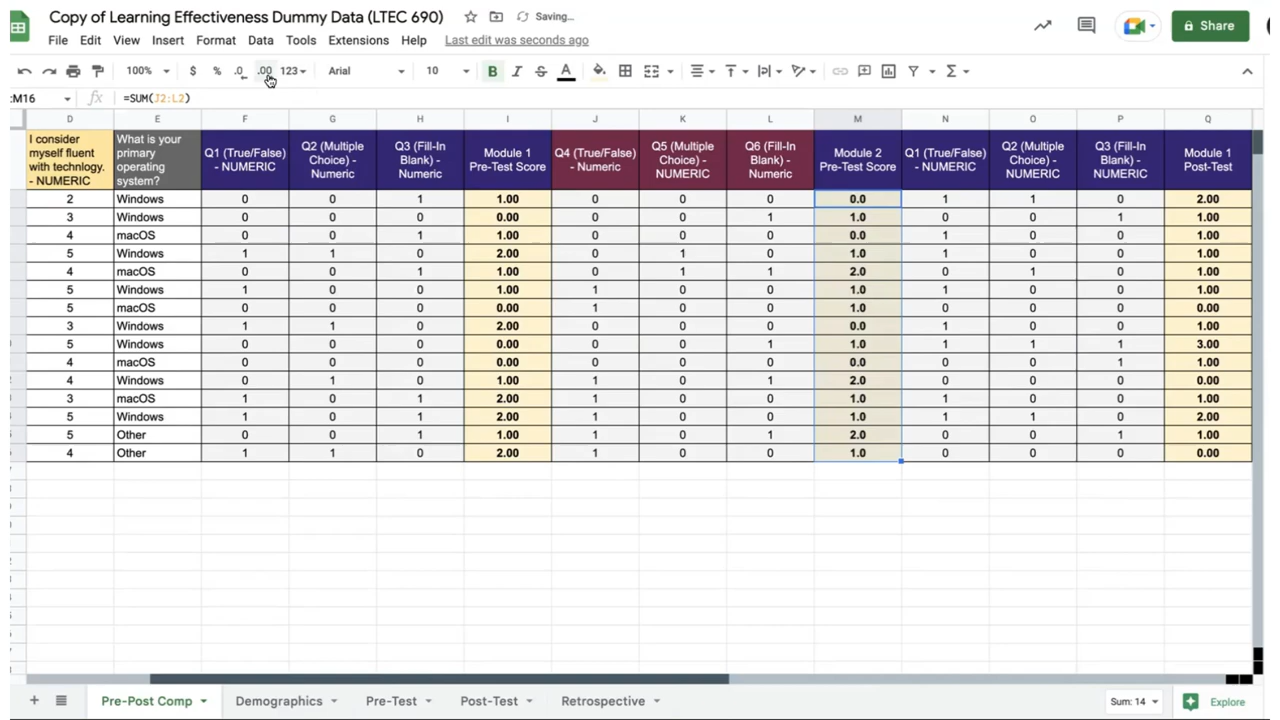 Copy of Learning Effectiveness Dummy Data (LTEC 690)
Saving...
File Edit View Insert Format Data Tools Extensions Help Last edit was seconds ago
Share
100% $ % .0 .00 123 Arial 10 B I S A
:M16 fx =SUM(J2:L2)
D E F G H I J K L M N O P Q
I consider
myself fluent
with technlogy.
- NUMERIC
What is your
primary
operating
system?
Q1 (True/False)
- NUMERIC
Q2 (Multiple
Choice) -
Numeric
Q3 (Fill-In
Blank) -
Numeric
Module 1
Pre-Test Score
Q4 (True/False)
- Numeric
Q5 (Multiple
Choice) -
NUMERIC
Q6 (Fill-In
Blank) -
Numeric
Module 2
Pre-Test Score
Q1 (True/False)
- NUMERIC
Q2 (Multiple
Choice) -
NUMERIC
Q3 (Fill-In
Blank) -
NUMERIC
Module 1
Post-Test
2 Windows 0 0 1 1.00 0 0 0 0.0 1 1 0 2.00
3 Windows 0 0 0 0.00 0 0 1 1.0 0 0 1 1.00
4 macOS 0 0 1 1.00 0 0 0 0.0 1 0 0 1.00
5 Windows 1 1 0 2.00 0 1 0 1.0 1 0 0 1.00
4 macOS 0 0 1 1.00 0 1 1 2.0 0 1 0 1.00
5 Windows 1 0 0 1.00 1 0 0 1.0 1 0 0 1.00
5 macOS 0 0 0 0.00 1 0 0 1.0 0 0 0 0.00
3 Windows 1 1 0 2.00 0 0 0 0.0 1 0 0 1.00
5 Windows 0 0 0 0.00 0 0 1 1.0 1 1 1 3.00
4 macOS 0 0 0 0.00 0 0 0 0.0 0 0 1 1.00
4 Windows 0 1 0 1.00 1 0 1 2.0 0 0 0 0.00
3 macOS 1 0 1 2.00 1 0 0 1.0 1 0 0 1.00
5 Windows 1 0 1 2.00 1 0 0 1.0 1 1 0 2.00
5 Other 0 0 1 1.00 1 0 1 2.0 0 0 1 1.00
4 Other 1 1 0 2.00 1 0 0 1.0 0 0 0 0.00
Pre-Post Comp Demographics Pre-Test Post-Test Retrospective Sum: 14 Explore